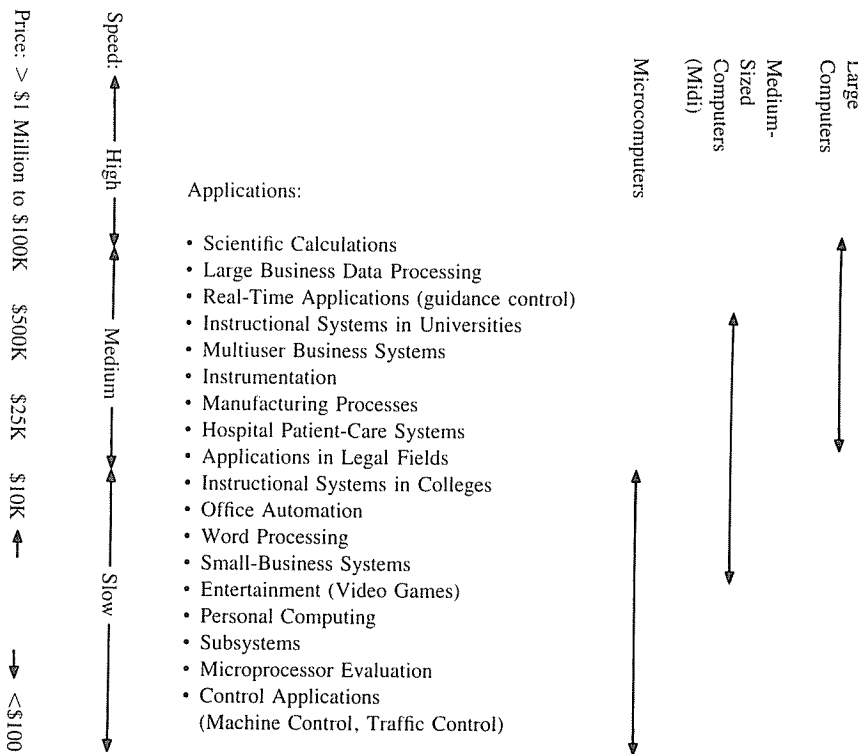 Large
Computers
Medium-
Sized
Computers
(Midi)
Microcomputers
Applications:
• Scientific Calculations
• Large Business Data Processing
• Real-Time Applications (guidance control)
• Instructional Systems in Universities
• Multiuser Business Systems
• Instrumentation
• Manufacturing Processes
• Hospital Patient-Care Systems
• Applications in Legal Fields
• Instructional Systems in Colleges
• Office Automation
• Word Processing
• Small-Business Systems
• Entertainment (Video Games)
• Personal Computing
• Subsystems
• Microprocessor Evaluation
• Control Applications
(Machine Control, Traffic Control)
Speed: High Medium Slow
Price: > $1 Million to $100K $500K $25K $10K <$100